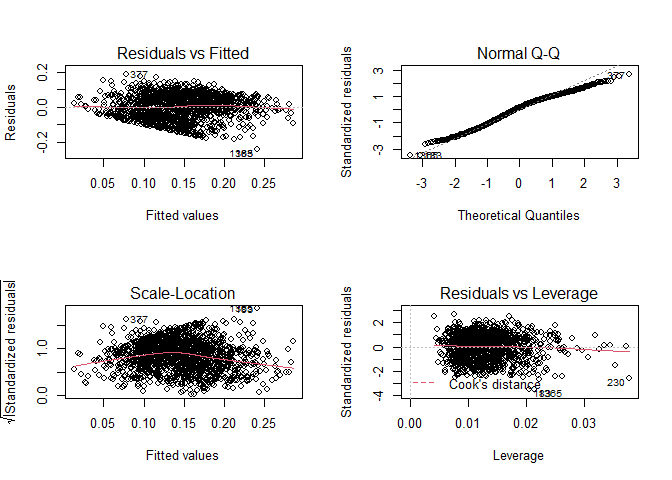 Residuals vs Fitted
Residuals
0.2
0.0
-0.2
377
0.05 0.10 0.15 0.20 0.25
Fitted values
Normal Q-Q
Standardized residuals
3
1
-1
-3
377
-3 -2 -1 0 1 2 3
Theoretical Quantiles
Scale-Location
√|Standardized residuals|
1.0
0.0
377
0.05 0.10 0.15 0.20 0.25
Fitted values
Residuals vs Leverage
Standardized residuals
2
0
-2
-4
Cook's distance
230
0.00 0.01 0.02 0.03
Leverage